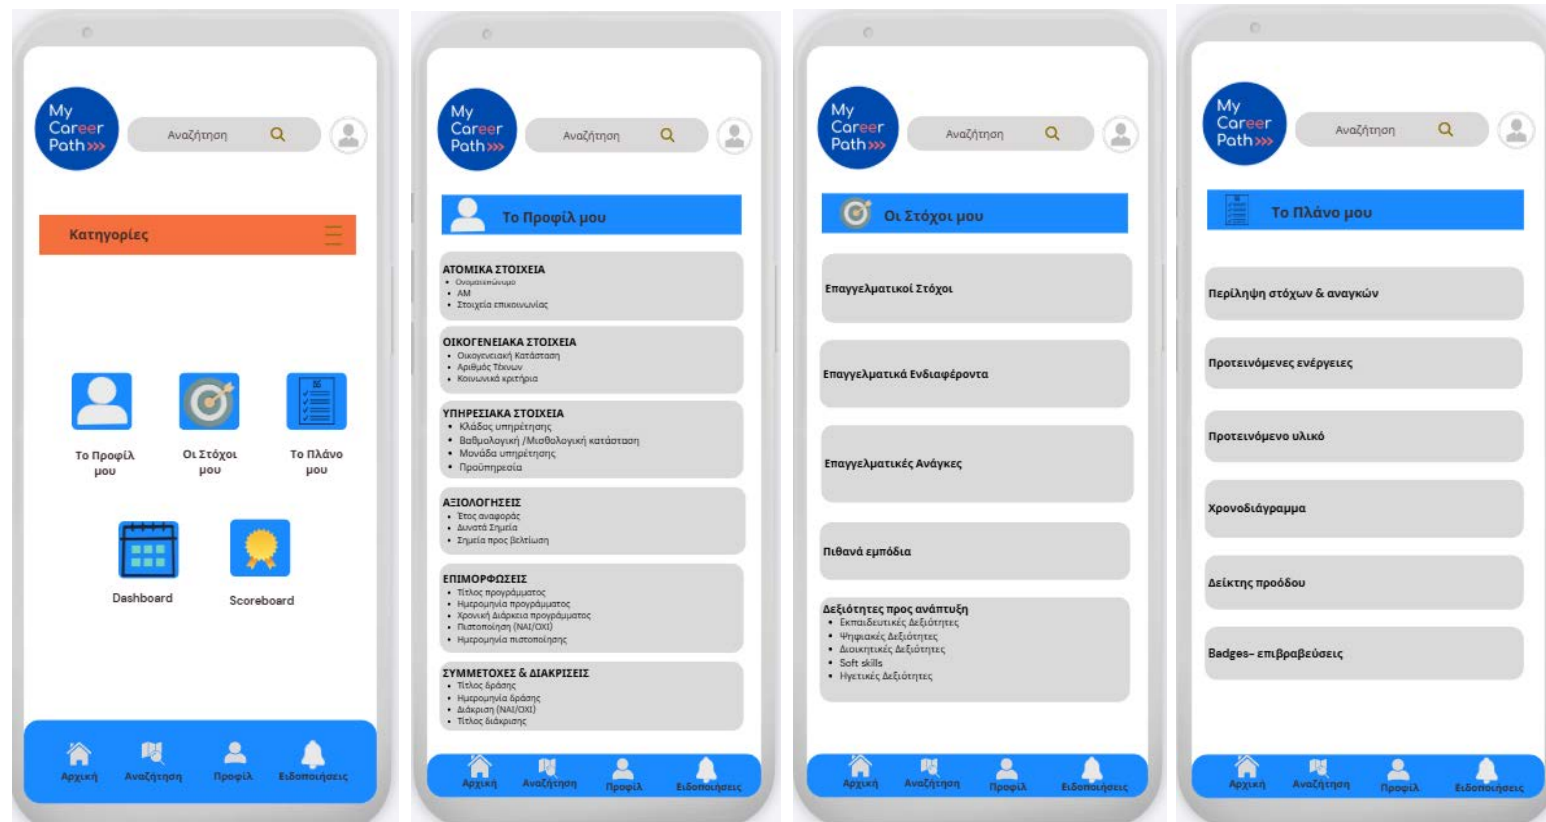 My
Career
Path>>>
Αναζήτηση
Κατηγορίες
Το Προφίλ
μου
Οι Στόχοι
μου
Το Πλάνο
μου
Dashboard
Scoreboard
Αρχική
Αναζήτηση
Προφίλ
Ειδοποιήσεις
My
Career
Path>>>
Αναζήτηση
Το Προφίλ μου
ΑΤΟΜΙΚΑ ΣΤΟΙΧΕΙΑ
• Ονοματεπώνυμο
• ΑΜ
• Στοιχεία επικοινωνίας
ΟΙΚΟΓΕΝΕΙΑΚΑ ΣΤΟΙΧΕΙΑ
• Οικογενειακή Κατάσταση
• Αριθμός Τέκνων
• Κοινωνικά κριτήρια
ΥΠΗΡΕΣΙΑΚΑ ΣΤΟΙΧΕΙΑ
• Κλάδος υπηρέτησης
• Βαθμολογική /Μισθολογική κατάσταση
• Μονάδα υπηρέτησης
• Προϋπηρεσία
ΑΞΙΟΛΟΓΗΣΕΙΣ
• Έτος αναφοράς
• Δυνατά Σημεία
• Σημεία προς βελτίωση
ΕΠΙΜΟΡΦΩΣΕΙΣ
• Τίτλος προγράμματος
• Ημερομηνία προγράμματος
• Χρονική Διάρκεια προγράμματος
• Πιστοποίηση (ΝΑΙ/ΟΧΙ)
• Ημερομηνία πιστοποίησης
ΣΥΜΜΕΤΟΧΕΣ & ΔΙΑΚΡΙΣΕΙΣ
• Τίτλος δράσης
• Ημερομηνία δράσης
• Διάκριση (ΝΑΙ/ΟΧΙ)
• Τίτλος διάκρισης
Αρχική
Αναζήτηση
Προφίλ
Ειδοποιήσεις
My
Career
Path>>>
Αναζήτηση
Οι Στόχοι μου
Επαγγελματικοί Στόχοι
Επαγγελματικά Ενδιαφέροντα
Επαγγελματικές Ανάγκες
Πιθανά εμπόδια
Δεξιότητες προς ανάπτυξη
• Εκπαιδευτικές Δεξιότητες
• Ψηφιακές Δεξιότητες
• Διοικητικές Δεξιότητες
• Soft skills
• Ηγετικές Δεξιότητες
Αρχική
Αναζήτηση
Προφίλ
Ειδοποιήσεις
My
Career
Path>>>
Αναζήτηση
Το Πλάνο μου
Περίληψη στόχων & αναγκών
Προτεινόμενες ενέργειες
Προτεινόμενο υλικό
Χρονοδιάγραμμα
Δείκτης προόδου
Badges- επιβραβεύσεις
Αρχική
Αναζήτηση
Προφίλ
Ειδοποιήσεις